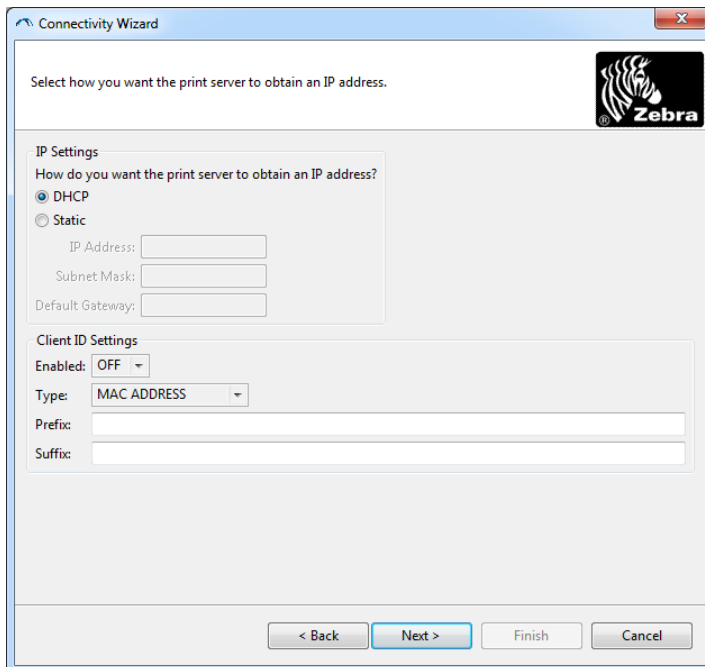 Connectivity Wizard
Select how you want the print server to obtain an IP address.
® Zebra
IP Settings
How do you want the print server to obtain an IP address?
DHCP
Static
IP Address:
Subnet Mask:
Default Gateway:
Client ID Settings
Enabled: OFF
Type: MAC ADDRESS
Prefix:
Suffix:
< Back Next > Finish Cancel